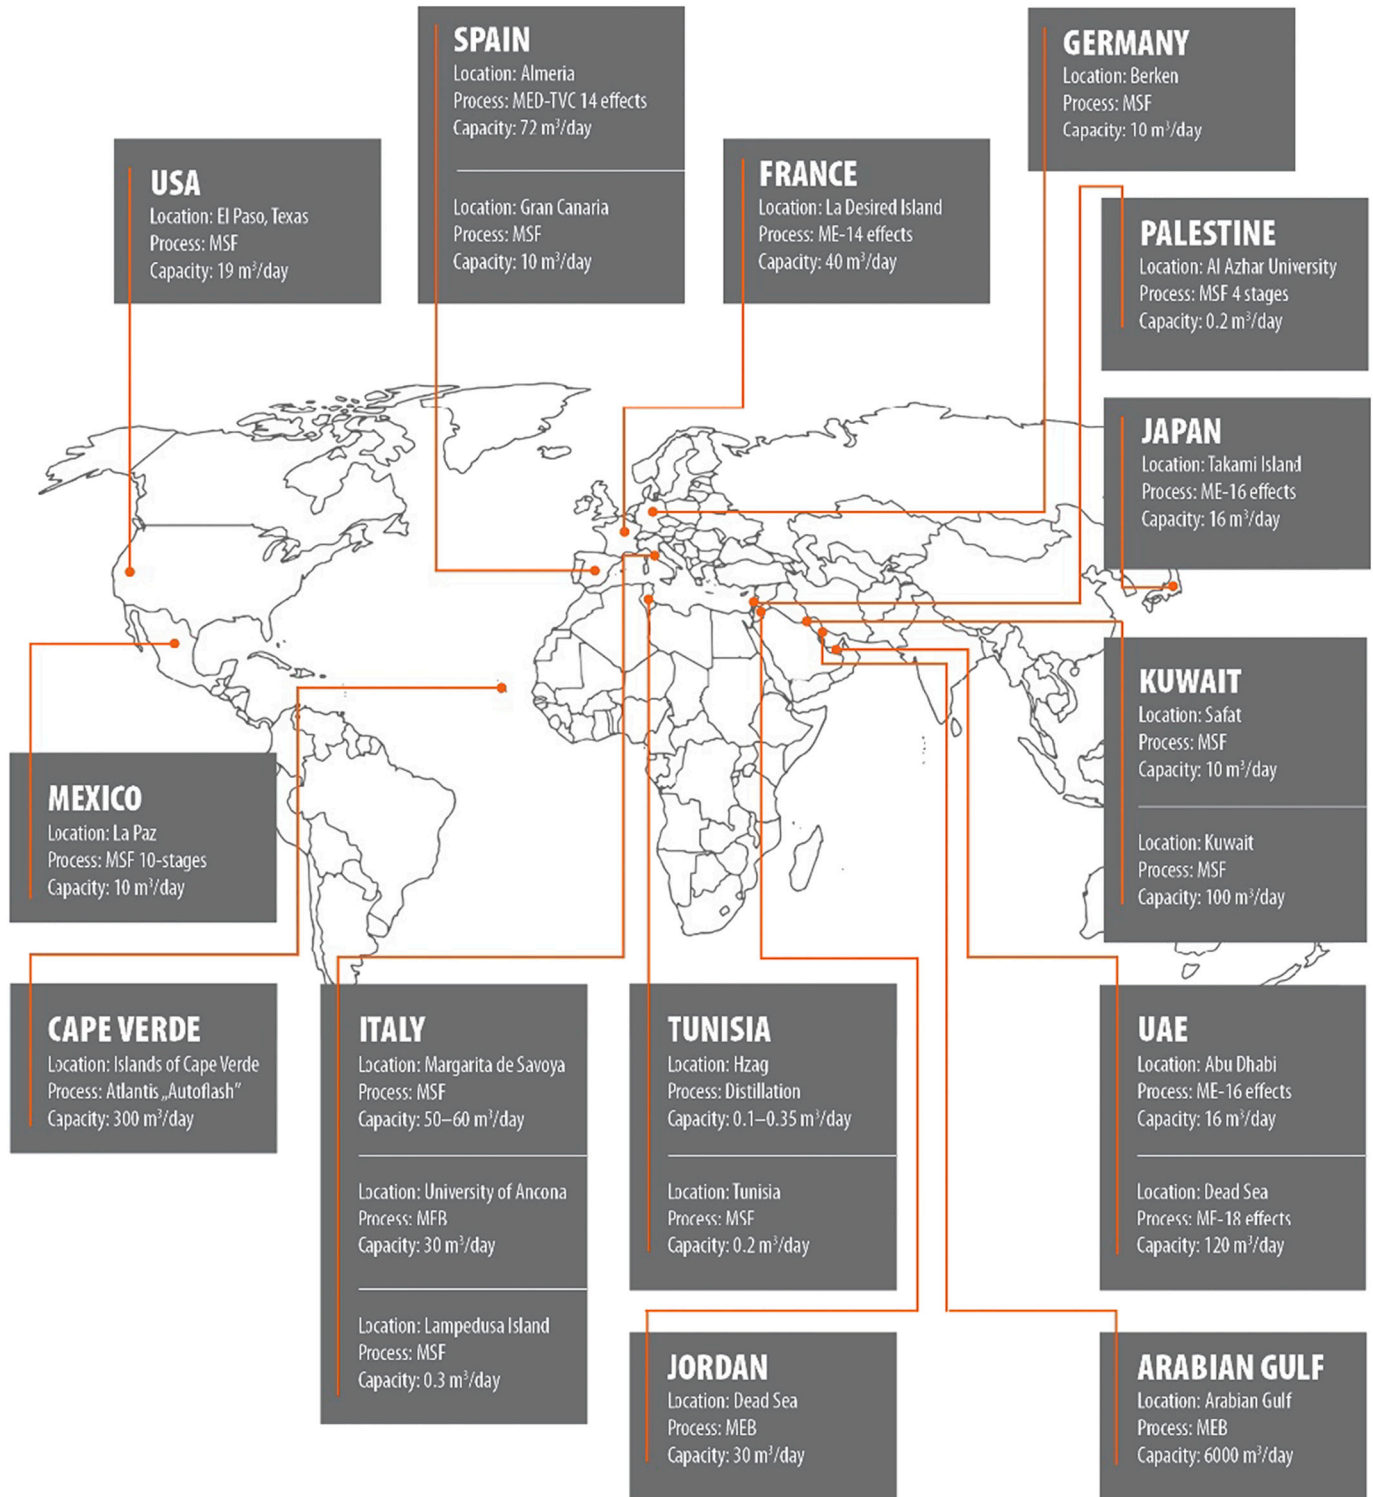 SPAIN
Location: Almeria
Process: MED-TVC 14 effects
Capacity: 72 m³/day
Location: Gran Canaria
Process: MSF
Capacity: 10 m³/day
GERMANY
Location: Berken
Process: MSF
Capacity: 10 m³/day
USA
Location: El Paso, Texas
Process: MSF
Capacity: 19 m³/day
FRANCE
Location: La Desired Island
Process: ME-14 effects
Capacity: 40 m³/day
PALESTINE
Location: Al Azhar University
Process: MSF 4 stages
Capacity: 0.2 m³/day
JAPAN
Location: Takami Island
Process: ME-16 effects
Capacity: 16 m³/day
KUWAIT
Location: Safat
Process: MSF
Capacity: 10 m³/day
Location: Kuwait
Process: MSF
Capacity: 100 m³/day
MEXICO
Location: La Paz
Process: MSF 10-stages
Capacity: 10 m³/day
CAPE VERDE
Location: Islands of Cape Verde
Process: Atlantis „Autoflash”
Capacity: 300 m³/day
ITALY
Location: Margarita de Savoya
Process: MSF
Capacity: 50–60 m³/day
Location: University of Ancona
Process: MEB
Capacity: 30 m³/day
Location: Lampedusa Island
Process: MSF
Capacity: 0.3 m³/day
TUNISIA
Location: Hzag
Process: Distillation
Capacity: 0.1–0.35 m³/day
Location: Tunisia
Process: MSF
Capacity: 0.2 m³/day
UAE
Location: Abu Dhabi
Process: ME-16 effects
Capacity: 16 m³/day
Location: Dead Sea
Process: ME-18 effects
Capacity: 120 m³/day
JORDAN
Location: Dead Sea
Process: MEB
Capacity: 30 m³/day
ARABIAN GULF
Location: Arabian Gulf
Process: MEB
Capacity: 6000 m³/day